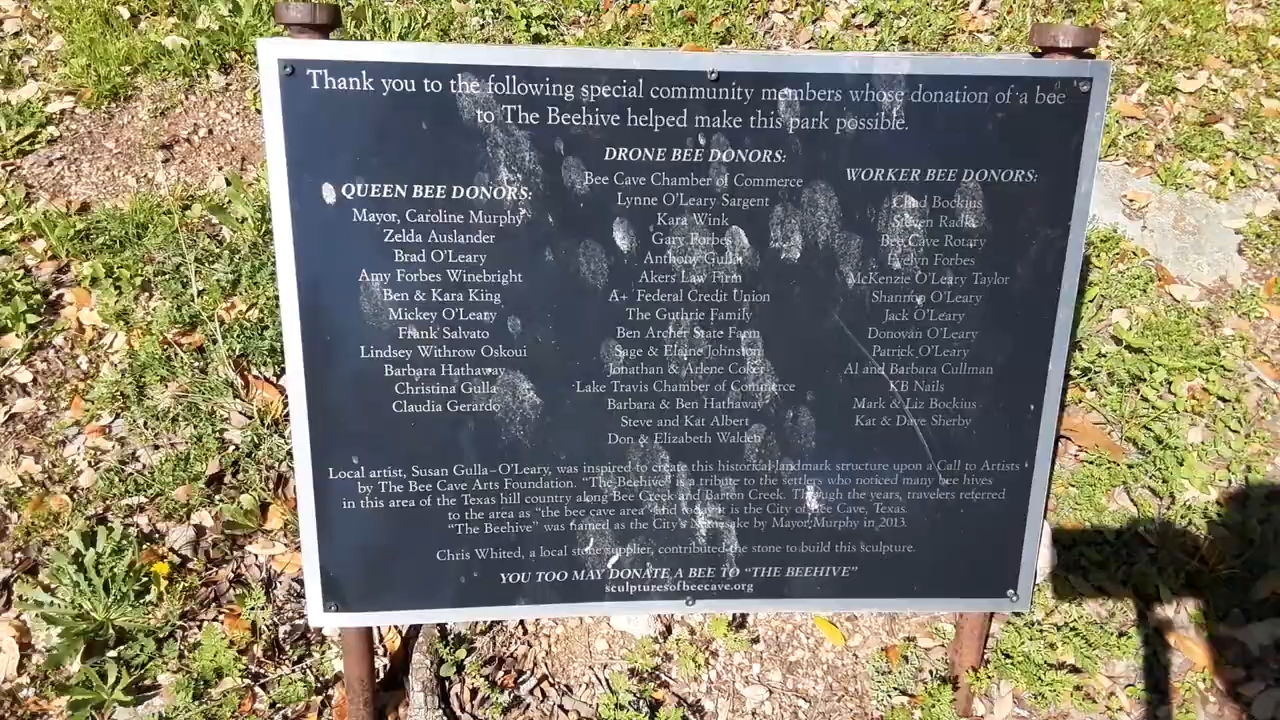 Thank you to the following special community members whose donation of a bee
to The Beehive helped make this park possible.
QUEEN BEE DONORS:
Mayor, Caroline Murphy
Zelda Auslander
Brad O'Leary
Amy Forbes Winebright
Ben & Kara King
Mickey O'Leary
Frank Salvato
Lindsey Withrow Oskoui
Barbara Hathaway
Christina Gulla
Claudia Gerardo
DRONE BEE DONORS:
Bee Cave Chamber of Commerce
Lynne O'Leary Sargent
Kara Wink
Gary Forbes
Anthony Gulla
Akers Law Firm
A+ Federal Credit Union
The Guthrie Family
Ben Archer State Farm
Sage & Elaine Johnston
Jonathan & Arlene Coker
Lake Travis Chamber of Commerce
Barbara & Ben Hathaway
Steve and Kat Albert
Don & Elizabeth Walden
WORKER BEE DONORS:
Chad Bockius
Steven Radke
Bee Cave Rotary
Evelyn Forbes
McKenzie O'Leary Taylor
Shannon O'Leary
Jack O'Leary
Donovan O'Leary
Patrick O'Leary
Al and Barbara Cullman
KB Nails
Mark & Liz Bockius
Kat & Dave Sherby
Local artist, Susan Gulla-O'Leary, was inspired to create this historical landmark structure upon a Call to Artists
by The Bee Cave Arts Foundation. "The Beehive" is a tribute to the settlers who noticed many bee hives
in this area of the Texas hill country along Bee Creek and Barton Creek. Through the years, travelers referred
to the area as "the bee cave area" and today it is the City of Bee Cave, Texas.
"The Beehive" was named as the City's Namesake by Mayor Murphy in 2013.
Chris Whited, a local stone supplier, contributed the stone to build this sculpture.
YOU TOO MAY DONATE A BEE TO "THE BEEHIVE"
sculpturesofbeecave.org